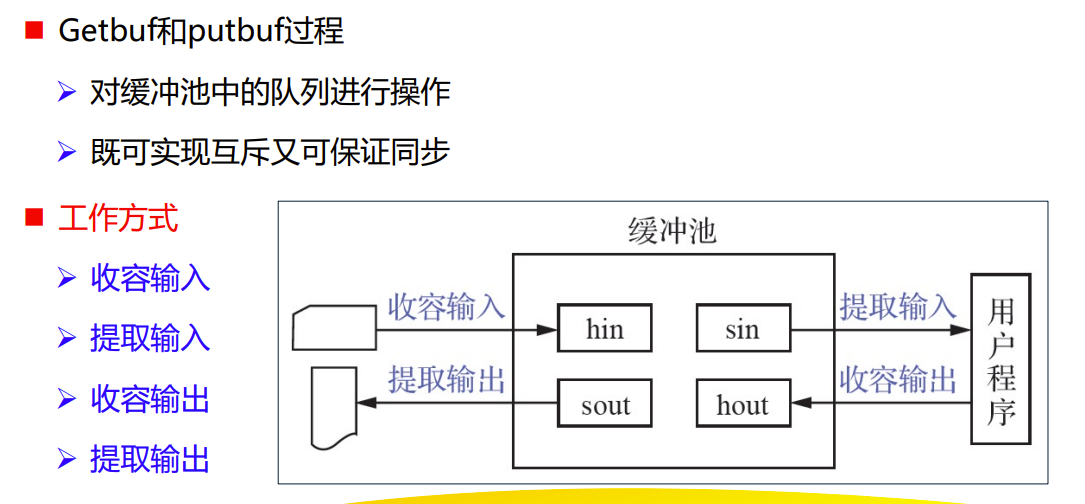 Getbuf和putbuf过程
对缓冲池中的队列进行操作
既可实现互斥又可保证同步
工作方式
收容输入
提取输入
收容输出
提取输出
缓冲池
收容输入
hin
sin
提取输入
提取输出
sout
hout
收容输出
用户程序